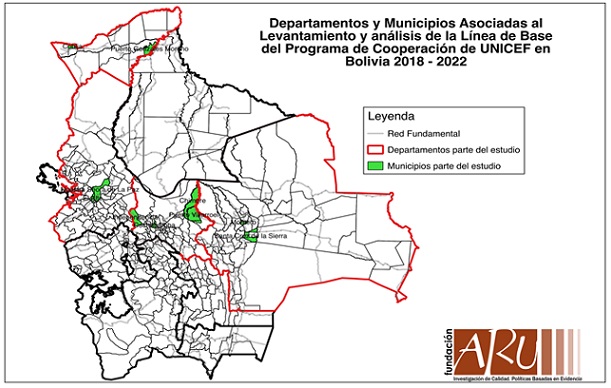 Departamentos y Municipios Asociadas al
Levantamiento y análisis de la Línea de Base
del Programa de Cooperación de UNICEF en
Bolivia 2018 - 2022
Cobija
Puerto Gonzales Moreno
Leyenda
Red Fundamental
Departamentos parte del estudio
Municipios parte del estudio
La Paz
Chimoré
Puerto Villarroel
Santa Cruz de la Sierra
fundación
ARU
Investigación de Calidad. Políticas Basadas en Evidencia